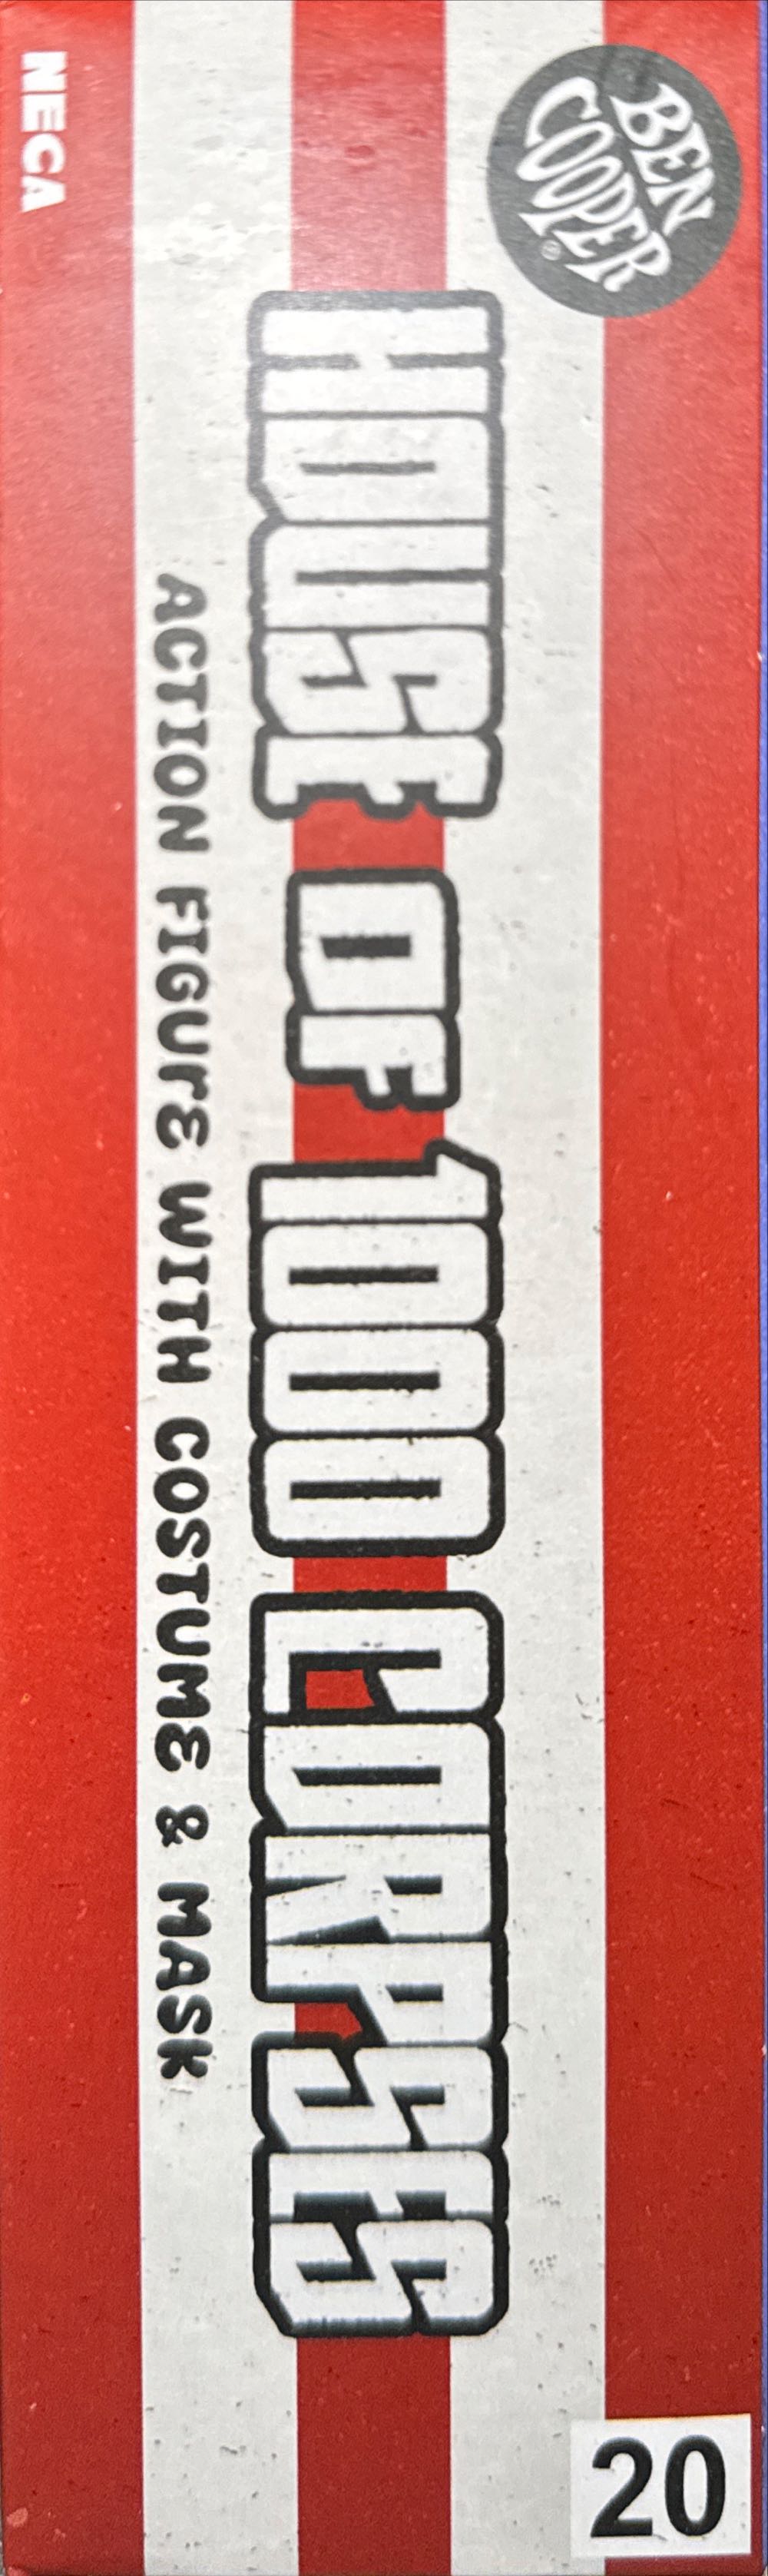 BEN
COOPER®
HOUSE OF 1000 CORPSES
ACTION FIGURE WITH COSTUME & MASK
NECA
20